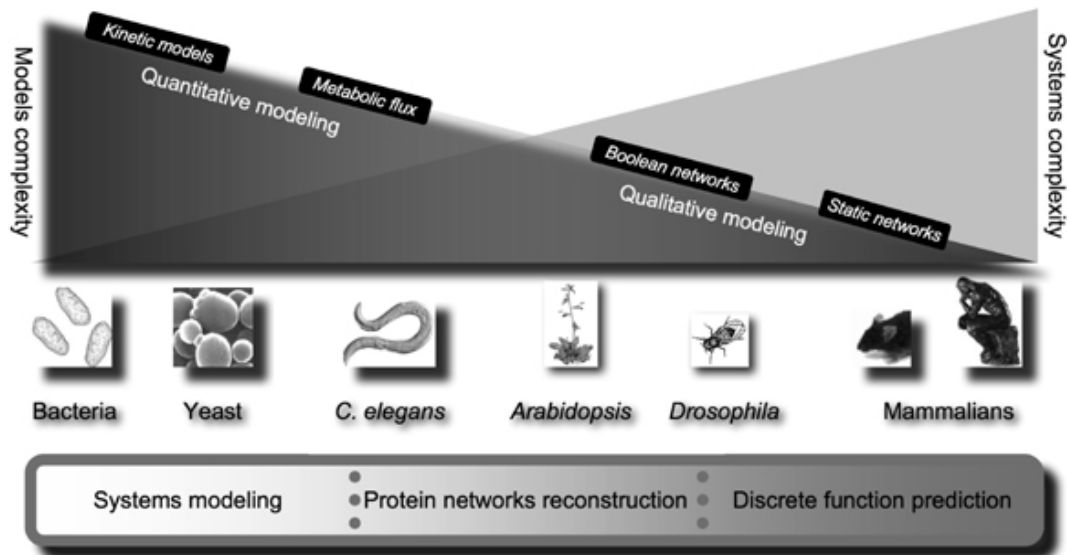 Models complexity
Kinetic models
Quantitative modeling
Metabolic flux
Boolean networks
Qualitative modeling
Static networks
Systems complexity
Bacteria
Yeast
C. elegans
Arabidopsis
Drosophila
Mammalians
Systems modeling
Protein networks reconstruction
Discrete function prediction